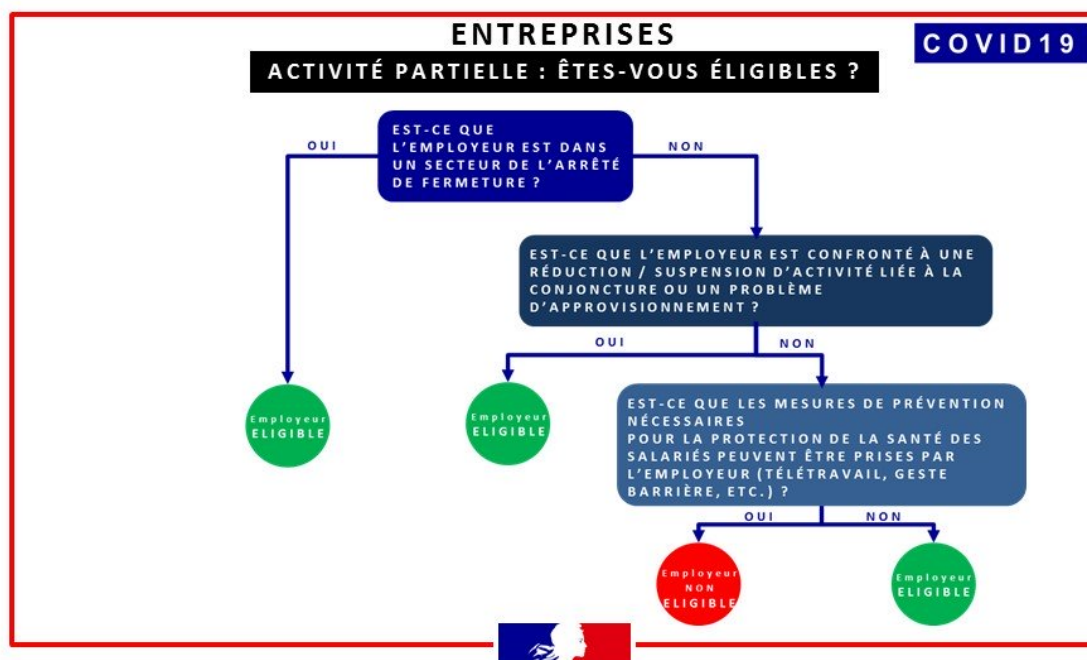 ENTREPRISES
COVID19
ACTIVITÉ PARTIELLE : ÊTES-VOUS ÉLIGIBLES ?
EST-CE QUE
L'EMPLOYEUR EST DANS
UN SECTEUR DE L'ARRÊTÉ
DE FERMETURE ?
OUI
NON
EST-CE QUE L'EMPLOYEUR EST CONFRONTÉ À UNE
RÉDUCTION / SUSPENSION D'ACTIVITÉ LIÉE À LA
CONJONCTURE OU UN PROBLÈME
D'APPROVISIONNEMENT ?
OUI
NON
Employeur
ELIGIBLE
Employeur
ELIGIBLE
EST-CE QUE LES MESURES DE PRÉVENTION
NÉCESSAIRES
POUR LA PROTECTION DE LA SANTÉ DES
SALARIÉS PEUVENT ÊTRE PRISES PAR
L'EMPLOYEUR (TÉLÉTRAVAIL, GESTE
BARRIÈRE, ETC.) ?
OUI
NON
Employeur
NON
ELIGIBLE
Employeur
ELIGIBLE